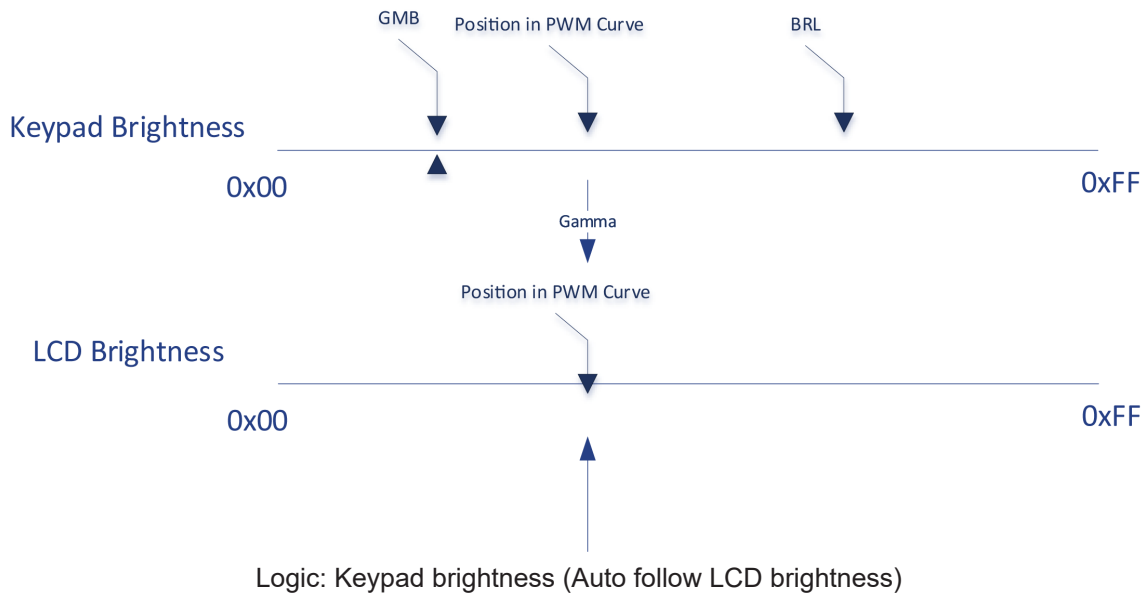 GMB
Position in PWM Curve
BRL
Keypad Brightness
0x00
0xFF
Gamma
Position in PWM Curve
LCD Brightness
0x00
0xFF
Logic: Keypad brightness (Auto follow LCD brightness)